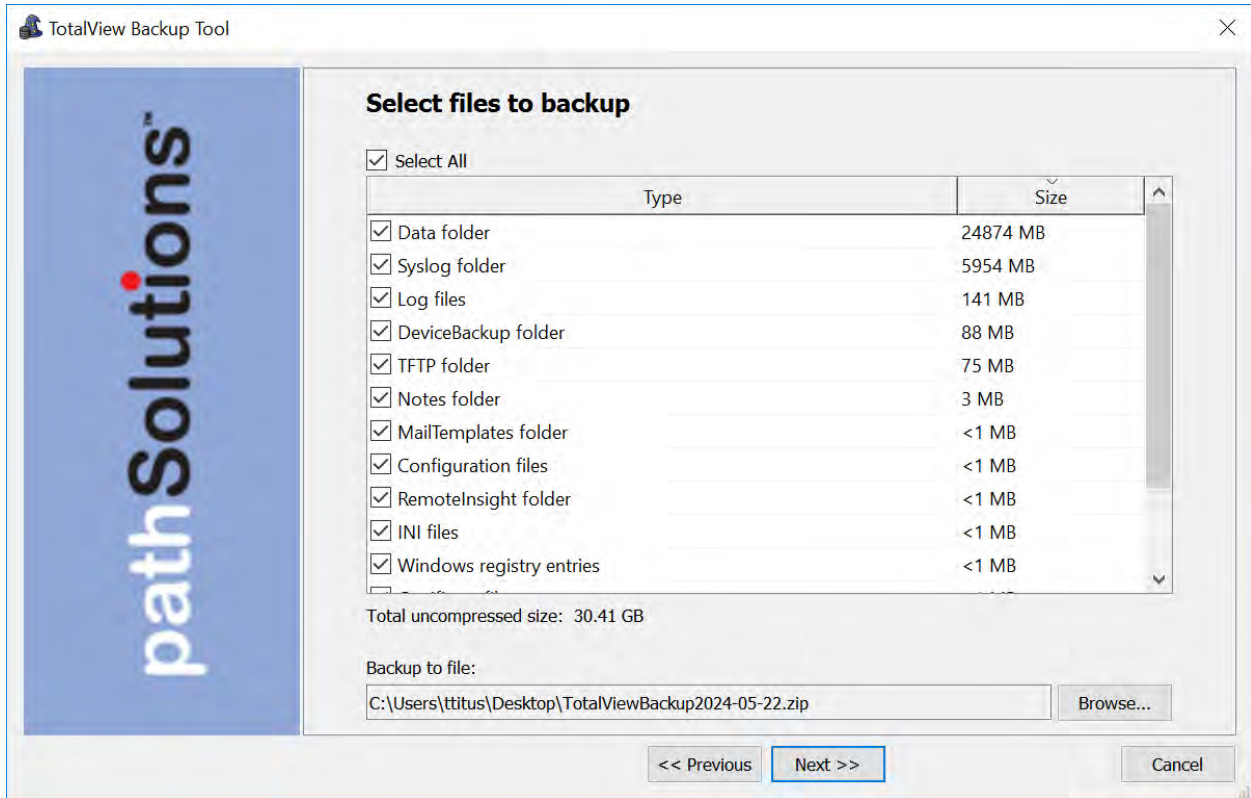 TotalView Backup Tool
pathSolutions™
Select files to backup
Select All
Type Size
Data folder 24874 MB
Syslog folder 5954 MB
Log files 141 MB
DeviceBackup folder 88 MB
TFTP folder 75 MB
Notes folder 3 MB
MailTemplates folder <1 MB
Configuration files <1 MB
RemoteInsight folder <1 MB
INI files <1 MB
Windows registry entries <1 MB
Total uncompressed size: 30.41 GB
Backup to file:
C:\Users\ttitus\Desktop\TotalViewBackup2024-05-22.zip Browse...
<< Previous Next >> Cancel